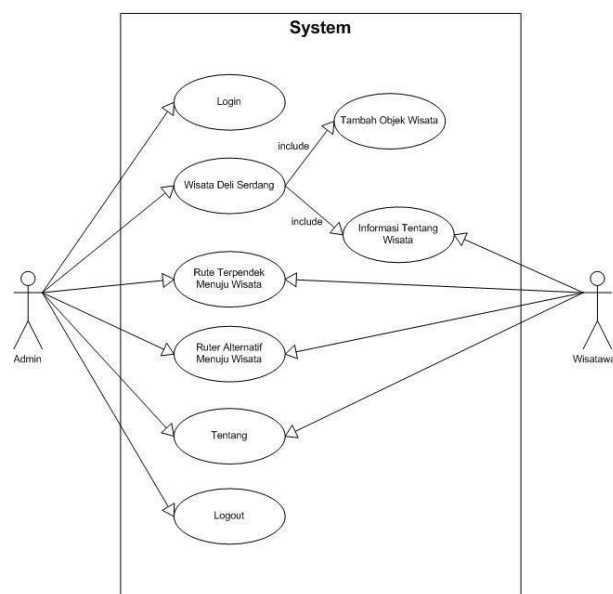 System
Login
Tambah Objek Wisata
include
Wisata Deli Serdang
include
Informasi Tentang
Wisata
Rute Terpendek
Menuju Wisata
Admin
Wisatawa
Ruter Alternatif
Menuju Wisata
Tentang
Logout